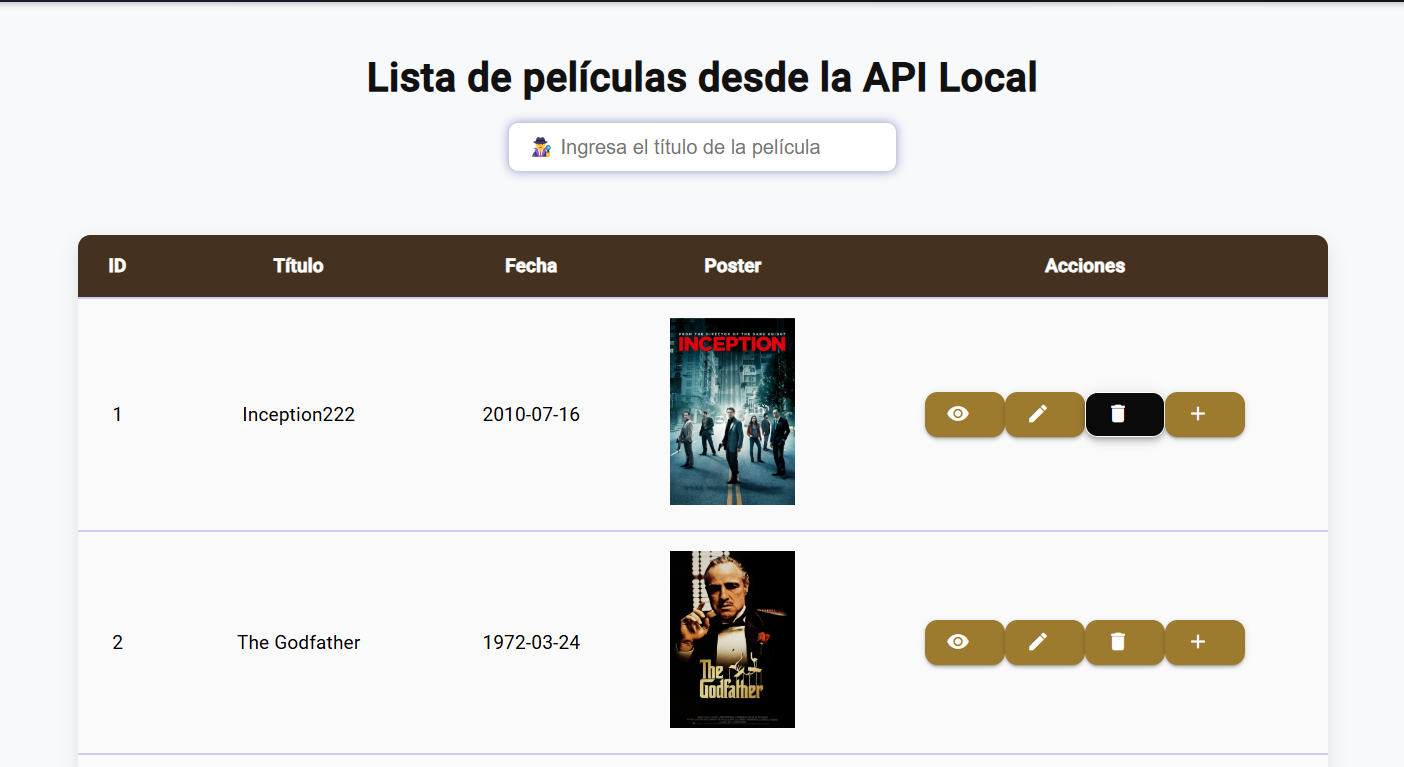 Lista de películas desde la API Local
Ingresa el título de la película
ID Título Fecha Poster Acciones
FROM THE DIRECTOR OF THE DARK KNIGHT
INCEPTION
1 Inception222 2010-07-16
2 The Godfather 1972-03-24
The
Godfather